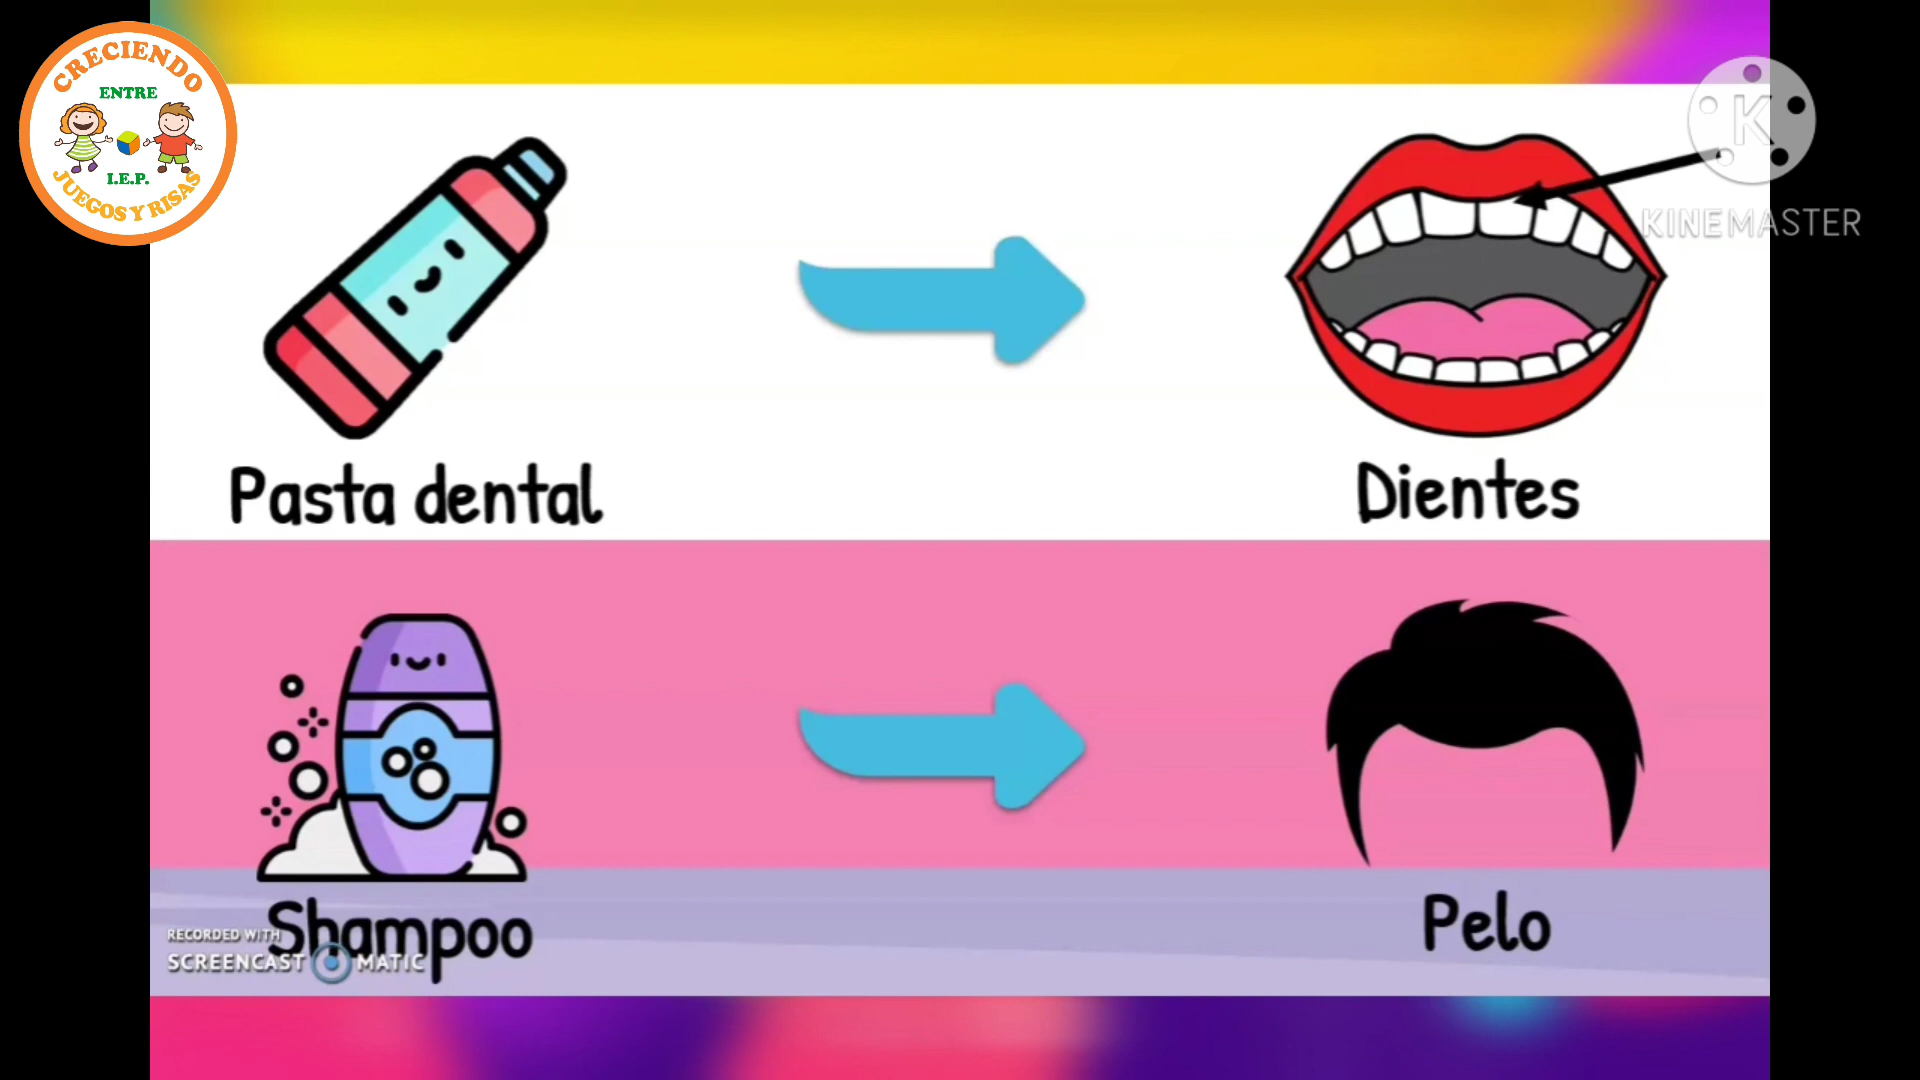 CRECIENDO
ENTRE
I.E.P.
JUEGOS Y RISAS
K
KINEMASTER
Pasta dental
Dientes
Shampoo
Pelo
RECORDED WITH
SCREENCAST MATIC